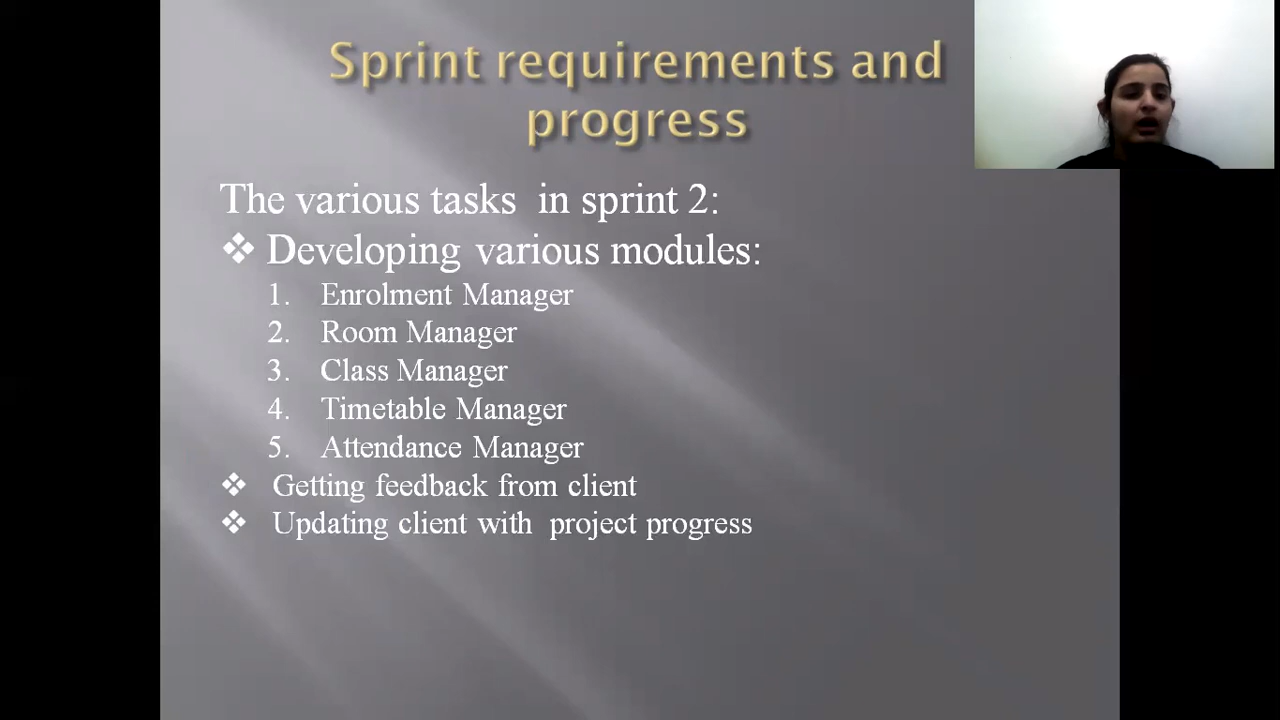 Sprint requirements and
progress
The various tasks in sprint 2:
❖ Developing various modules:
1. Enrolment Manager
2. Room Manager
3. Class Manager
4. Timetable Manager
5. Attendance Manager
❖ Getting feedback from client
❖ Updating client with project progress